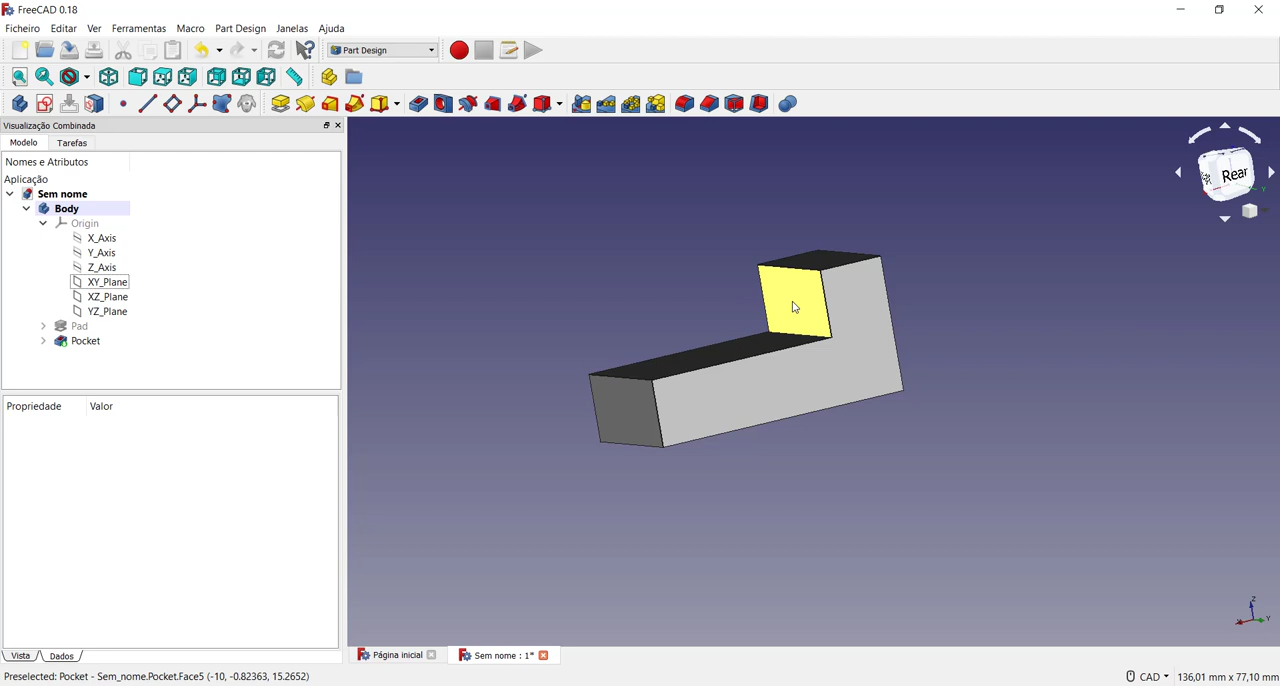 FreeCAD 0.18
Ficheiro Editar Ver Ferramentas Macro Part Design Janelas Ajuda
Part Design
Visualização Combinada
Modelo Tarefas
Nomes e Atributos
Aplicação
Sem nome
Body
Origin
X_Axis
Y_Axis
Z_Axis
XY_Plane
XZ_Plane
YZ_Plane
Pad
Pocket
Propriedade Valor
Rear
Y
Z
X Y
Vista Dados
Página inicial Sem nome : 1*
Preselected: Pocket - Sem_nome.Pocket.Face5 (-10, -0.82363, 15.2652) CAD 136,01 mm x 77,10 mm